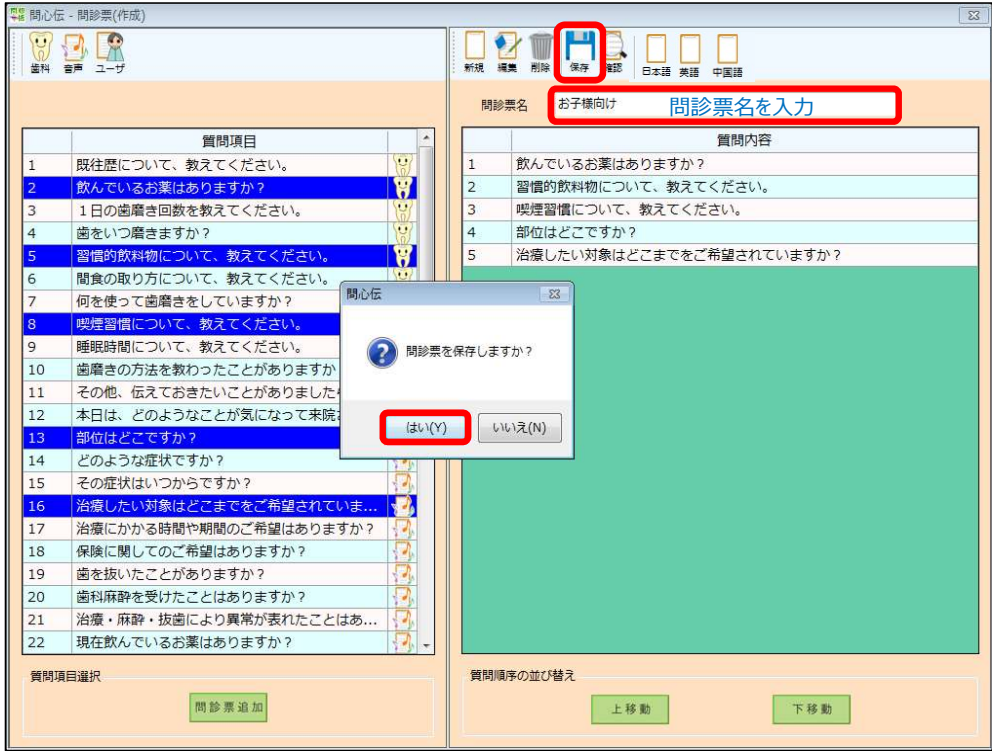 問心伝 - 問診票(作成)
歯科 音声 ユーザ
新規 編集 削除 保存 確認 日本語 英語 中国語
問診票名 お子様向け 問診票名を入力
質問項目
1 既往歴について、教えてください。
2 飲んでいるお薬はありますか？
3 １日の歯磨き回数を教えてください。
4 歯をいつ磨きますか？
5 習慣的飲料物について、教えてください。
6 間食の取り方について、教えてください。
7 何を使って歯磨きをしていますか？
8 喫煙習慣について、教えてください。
9 睡眠時間について、教えてください。
10 歯磨きの方法を教わったことがありますか
11 その他、伝えておきたいことがありました
12 本日は、どのようなことが気になって来院
13 部位はどこですか？
14 どのような症状ですか？
15 その症状はいつからですか？
16 治療したい対象はどこまでをご希望されていま...
17 治療にかかる時間や期間のご希望はありますか？
18 保険に関してのご希望はありますか？
19 歯を抜いたことがありますか？
20 歯科麻酔を受けたことはありますか？
21 治療・麻酔・抜歯により異常が表れたことはあ...
22 現在飲んでいるお薬はありますか？
質問項目選択
問診票追加
質問内容
1 飲んでいるお薬はありますか？
2 習慣的飲料物について、教えてください。
3 喫煙習慣について、教えてください。
4 部位はどこですか？
5 治療したい対象はどこまでをご希望されていますか？
質問順序の並び替え
上移動 下移動
問心伝
問診票を保存しますか？
はい(Y) いいえ(N)